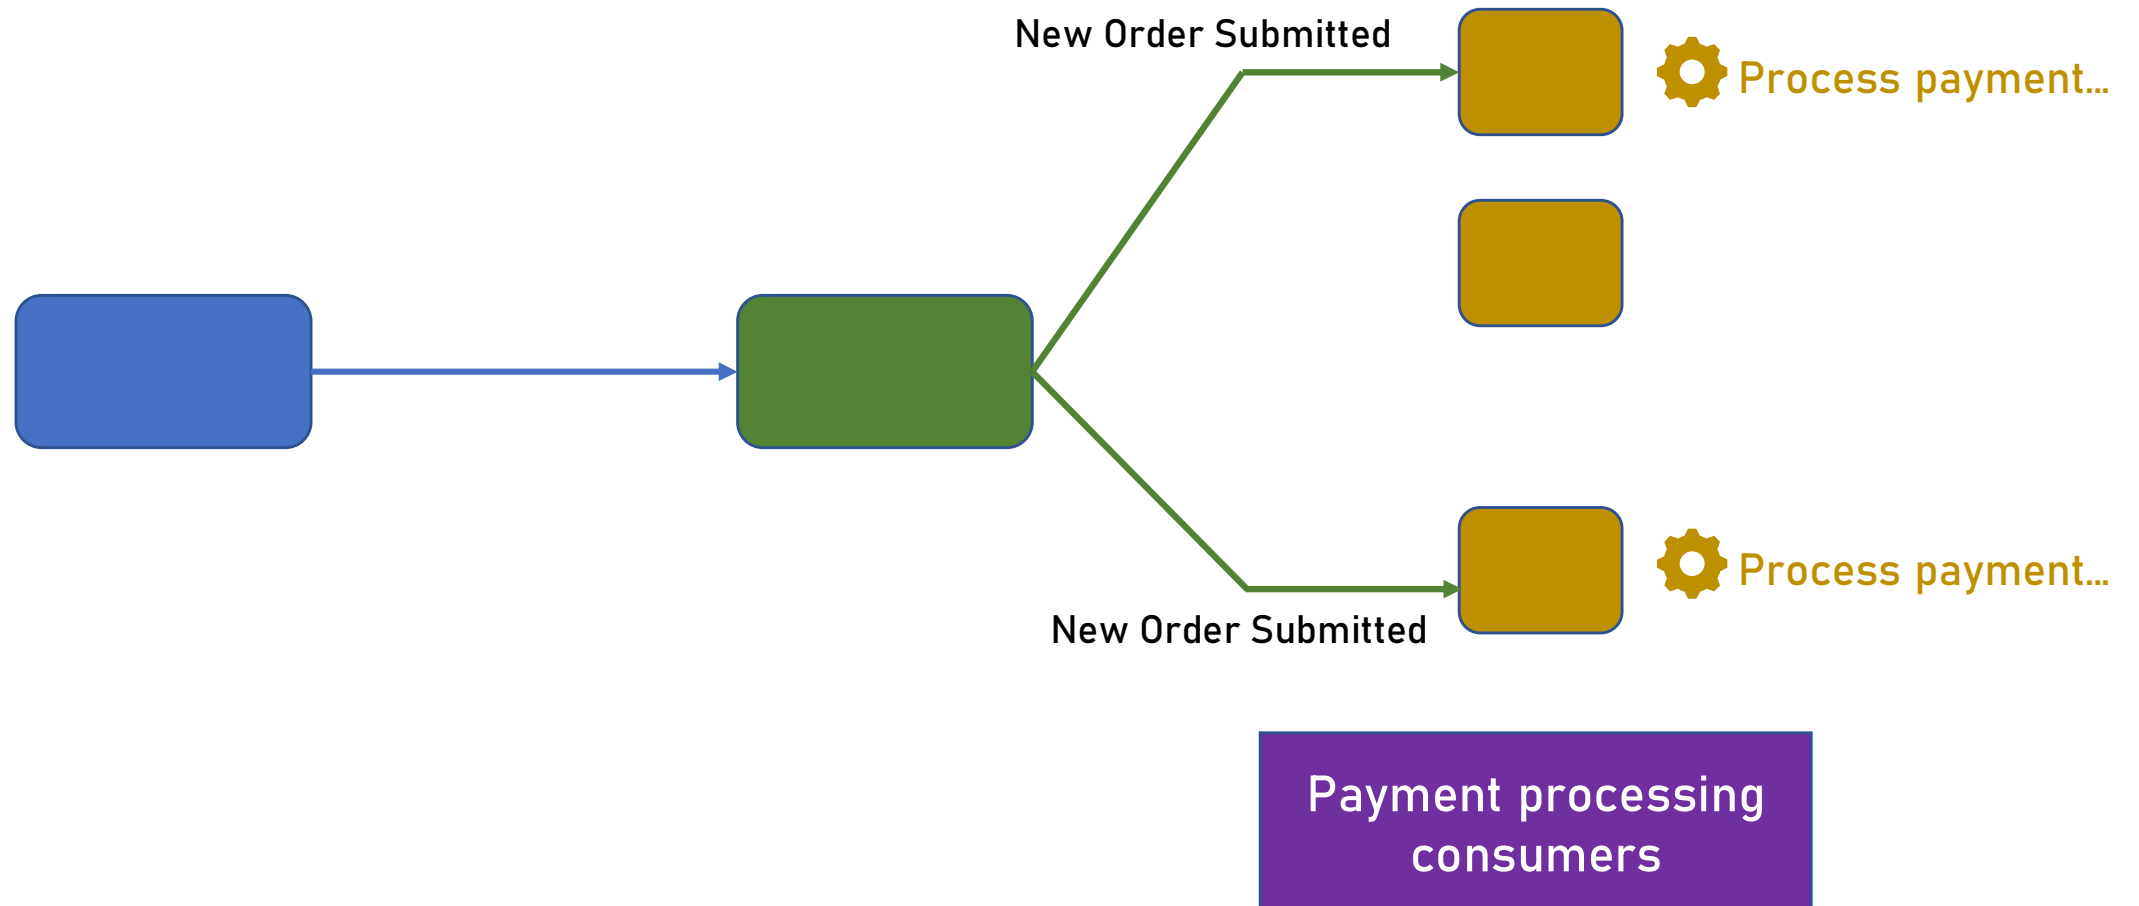 New Order Submitted
Process payment...
Process payment...
New Order Submitted
Payment processing
consumers